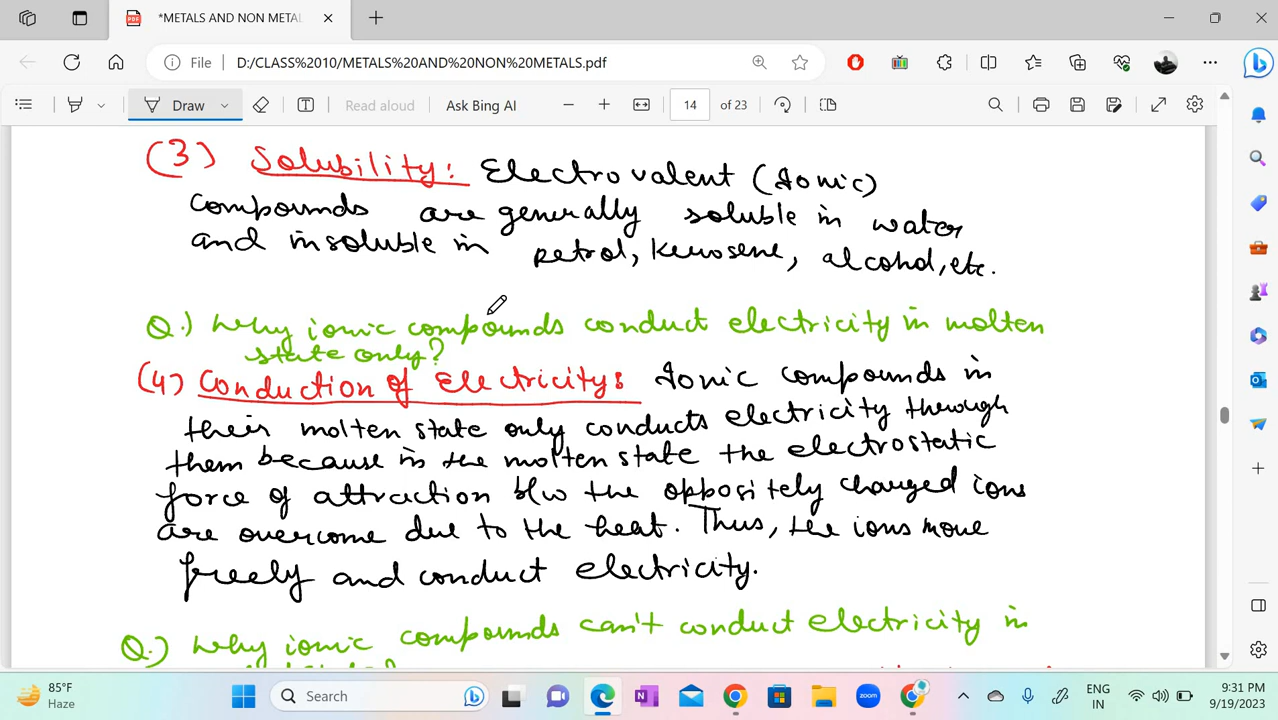 *METALS AND NON METAL
File D:/CLASS%2010/METALS%20AND%20NON%20METALS.pdf
Draw Read aloud Ask Bing AI 14 of 23
(3) Solubility: Electrovalent (Ionic)
compounds are generally soluble in water
and insoluble in petrol, kerosene, alcohol, etc.
Q.) Why ionic compounds conduct electricity in molten
state only?
(4) Conduction of Electricity: Ionic compounds in
their molten state only conducts electricity through
them because in the molten state the electrostatic
force of attraction b/w the oppositely charged ions
are overcome due to the heat. Thus, the ions move
freely and conduct electricity.
Q.) Why ionic compounds can't conduct electricity in
85°F
Haze
Search
zoom
ENG
IN
9:31 PM
9/19/2023